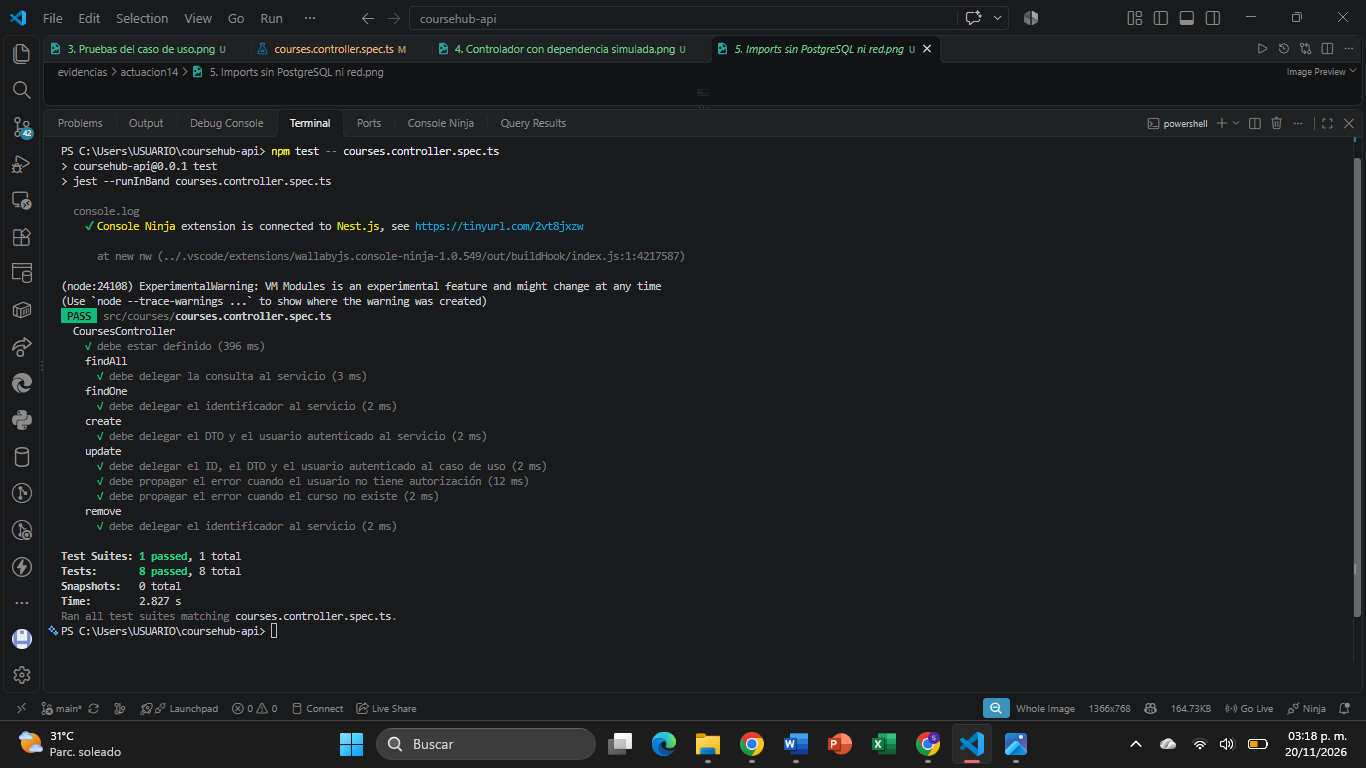 File Edit Selection View Go Run ··· coursehub-api
3. Pruebas del caso de uso.png U courses.controller.spec.ts M 4. Controlador con dependencia simulada.png U 5. Imports sin PostgreSQL ni red.png U
evidencias > actuacion14 > 5. Imports sin PostgreSQL ni red.png Image Preview
Problems Output Debug Console Terminal Ports Console Ninja Query Results powershell
PS C:\Users\USUARIO\coursehub-api> npm test -- courses.controller.spec.ts
> coursehub-api@0.0.1 test
> jest --runInBand courses.controller.spec.ts
console.log
✓ Console Ninja extension is connected to Nest.js, see https://tinyurl.com/2vt8jxzw
at new nw (../.vscode/extensions/wallabyjs.console-ninja-1.0.549/out/buildHook/index.js:1:4217587)
(node:24108) ExperimentalWarning: VM Modules is an experimental feature and might change at any time
(Use `node --trace-warnings ...` to show where the warning was created)
PASS src/courses/courses.controller.spec.ts
CoursesController
√ debe estar definido (396 ms)
findAll
√ debe delegar la consulta al servicio (3 ms)
findOne
√ debe delegar el identificador al servicio (2 ms)
create
√ debe delegar el DTO y el usuario autenticado al servicio (2 ms)
update
√ debe delegar el ID, el DTO y el usuario autenticado al caso de uso (2 ms)
√ debe propagar el error cuando el usuario no tiene autorización (12 ms)
√ debe propagar el error cuando el curso no existe (2 ms)
remove
√ debe delegar el identificador al servicio (2 ms)
Test Suites: 1 passed, 1 total
Tests: 8 passed, 8 total
Snapshots: 0 total
Time: 2.827 s
Ran all test suites matching courses.controller.spec.ts.
PS C:\Users\USUARIO\coursehub-api>
42
main* Launchpad 0 0 Connect Live Share Whole Image 1366x768 164.73KB Go Live Ninja
31°C
Parc. soleado
Buscar
03:18 p. m.
20/11/2026